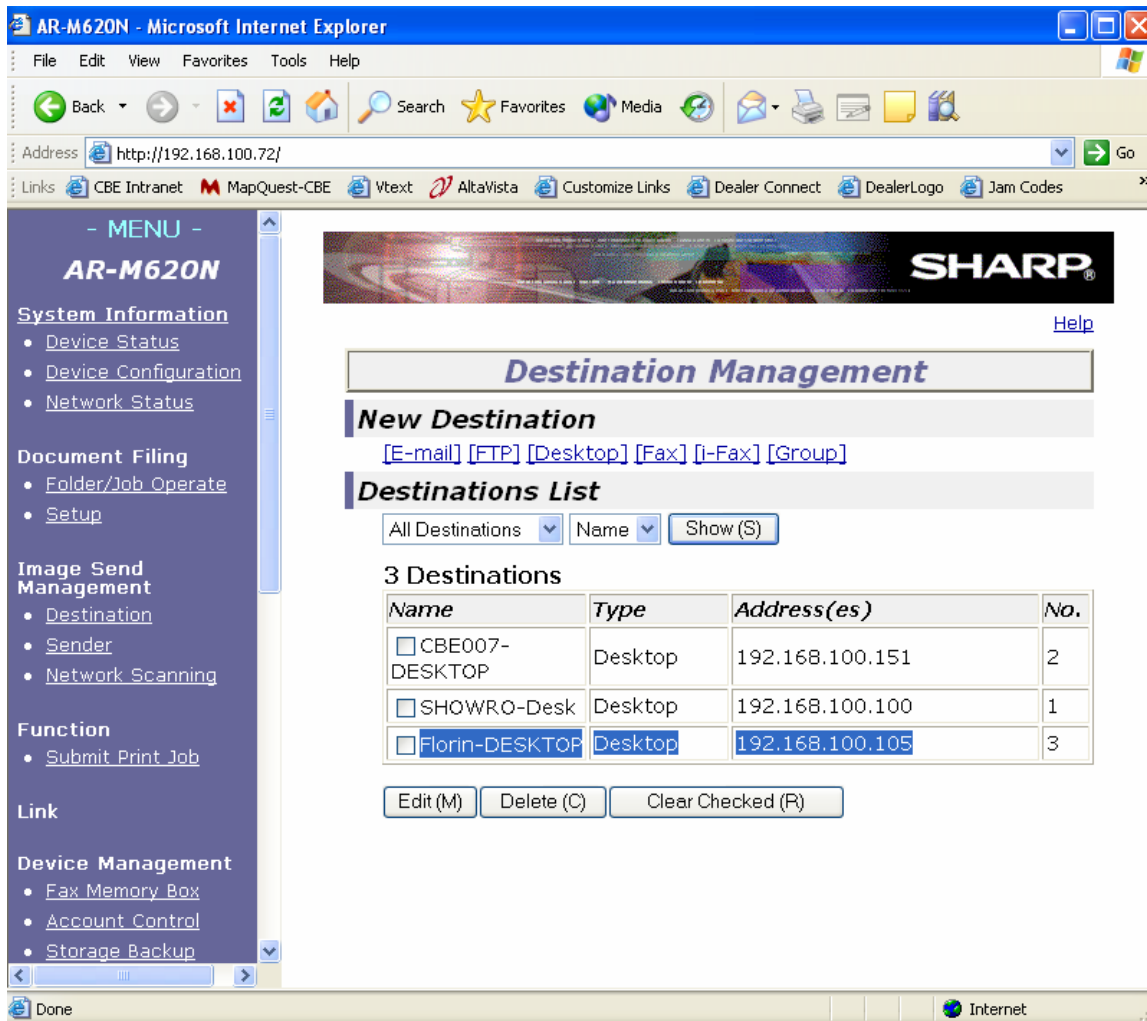 AR-M620N - Microsoft Internet Explorer
File Edit View Favorites Tools Help
Back Search Favorites Media
Address http://192.168.100.72/ Go
Links CBE Intranet MapQuest-CBE Vtext AltaVista Customize Links Dealer Connect DealerLogo Jam Codes »
- MENU -
AR-M620N
System Information
• Device Status
• Device Configuration
• Network Status
Document Filing
• Folder/Job Operate
• Setup
Image Send
Management
• Destination
• Sender
• Network Scanning
Function
• Submit Print Job
Link
Device Management
• Fax Memory Box
• Account Control
• Storage Backup
SHARP®
Help
Destination Management
New Destination
[E-mail] [FTP] [Desktop] [Fax] [i-Fax] [Group]
Destinations List
All Destinations Name Show (S)
3 Destinations
Name Type Address(es) No.
CBE007-
DESKTOP Desktop 192.168.100.151 2
SHOWRO-Desk Desktop 192.168.100.100 1
Florin-DESKTOP Desktop 192.168.100.105 3
Edit (M) Delete (C) Clear Checked (R)
Done Internet